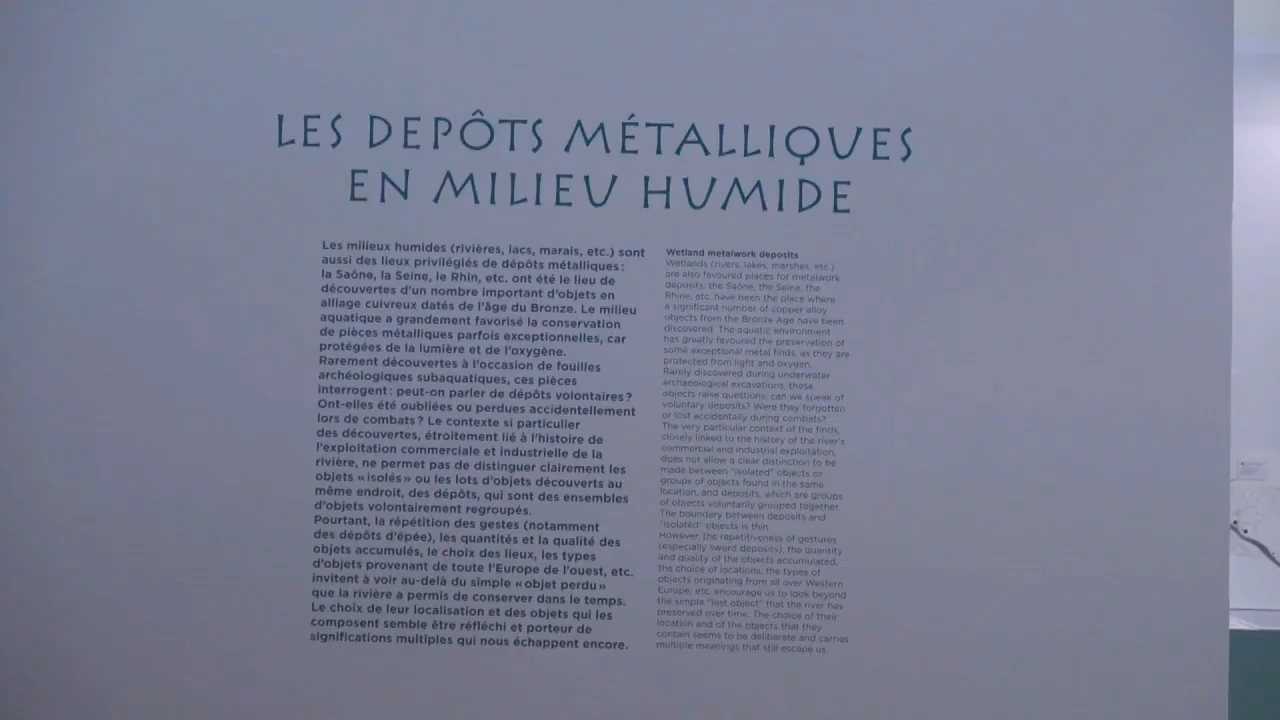 LES DEPÔTS MÉTALLIQUES
EN MILIEU HUMIDE
Les milieux humides (rivières, lacs, marais, etc.) sont
aussi des lieux privilégiés de dépôts métalliques :
la Saône, la Seine, le Rhin, etc. ont été le lieu de
découvertes d'un nombre important d'objets en
alliage cuivreux datés de l'âge du Bronze. Le milieu
aquatique a grandement favorisé la conservation
de pièces métalliques parfois exceptionnelles, car
protégées de la lumière et de l'oxygène.
Rarement découvertes à l'occasion de fouilles
archéologiques subaquatiques, ces pièces
interrogent : peut-on parler de dépôts volontaires ?
Ont-elles été oubliées ou perdues accidentellement
lors de combats ? Le contexte si particulier
des découvertes, étroitement lié à l'histoire de
l'exploitation commerciale et industrielle de la
rivière, ne permet pas de distinguer clairement les
objets « isolés » ou les lots d'objets découverts au
même endroit, des dépôts, qui sont des ensembles
d'objets volontairement regroupés.
Pourtant, la répétition des gestes (notamment
des dépôts d'épée), les quantités et la qualité des
objets accumulés, le choix des lieux, les types
d'objets provenant de toute l'Europe de l'ouest, etc.
invitent à voir au-delà du simple « objet perdu »
que la rivière a permis de conserver dans le temps.
Le choix de leur localisation et des objets qui les
composent semble être réfléchi et porteur de
significations multiples qui nous échappent encore.
Wetland metalwork deposits
Wetlands (rivers, lakes, marshes, etc.)
are also favoured places for metalwork
deposits: the Saône, the Seine, the
Rhine, etc. have been the place where
a significant number of copper alloy
objects from the Bronze Age have been
discovered. The aquatic environment
has greatly favoured the preservation of
some exceptional metal finds, as they are
protected from light and oxygen.
Rarely discovered during underwater
archaeological excavations, these
objects raise questions: can we speak of
voluntary deposits? Were they forgotten
or lost accidentally during combats?
The very particular context of the finds,
closely linked to the history of the river's
commercial and industrial exploitation,
does not allow a clear distinction to be
made between "isolated" objects or
groups of objects found in the same
location, and deposits, which are groups
of objects voluntarily grouped together.
The boundary between deposits and
"isolated" objects is thin.
However, the repetitiveness of gestures
(especially sword deposits), the quantity
and quality of the objects accumulated,
the choice of locations, the types of
objects originating from all over Western
Europe, etc. encourage us to look beyond
the simple "lost object" that the river has
preserved over time. The choice of their
location and of the objects that they
contain seems to be deliberate and carries
multiple meanings that still escape us.